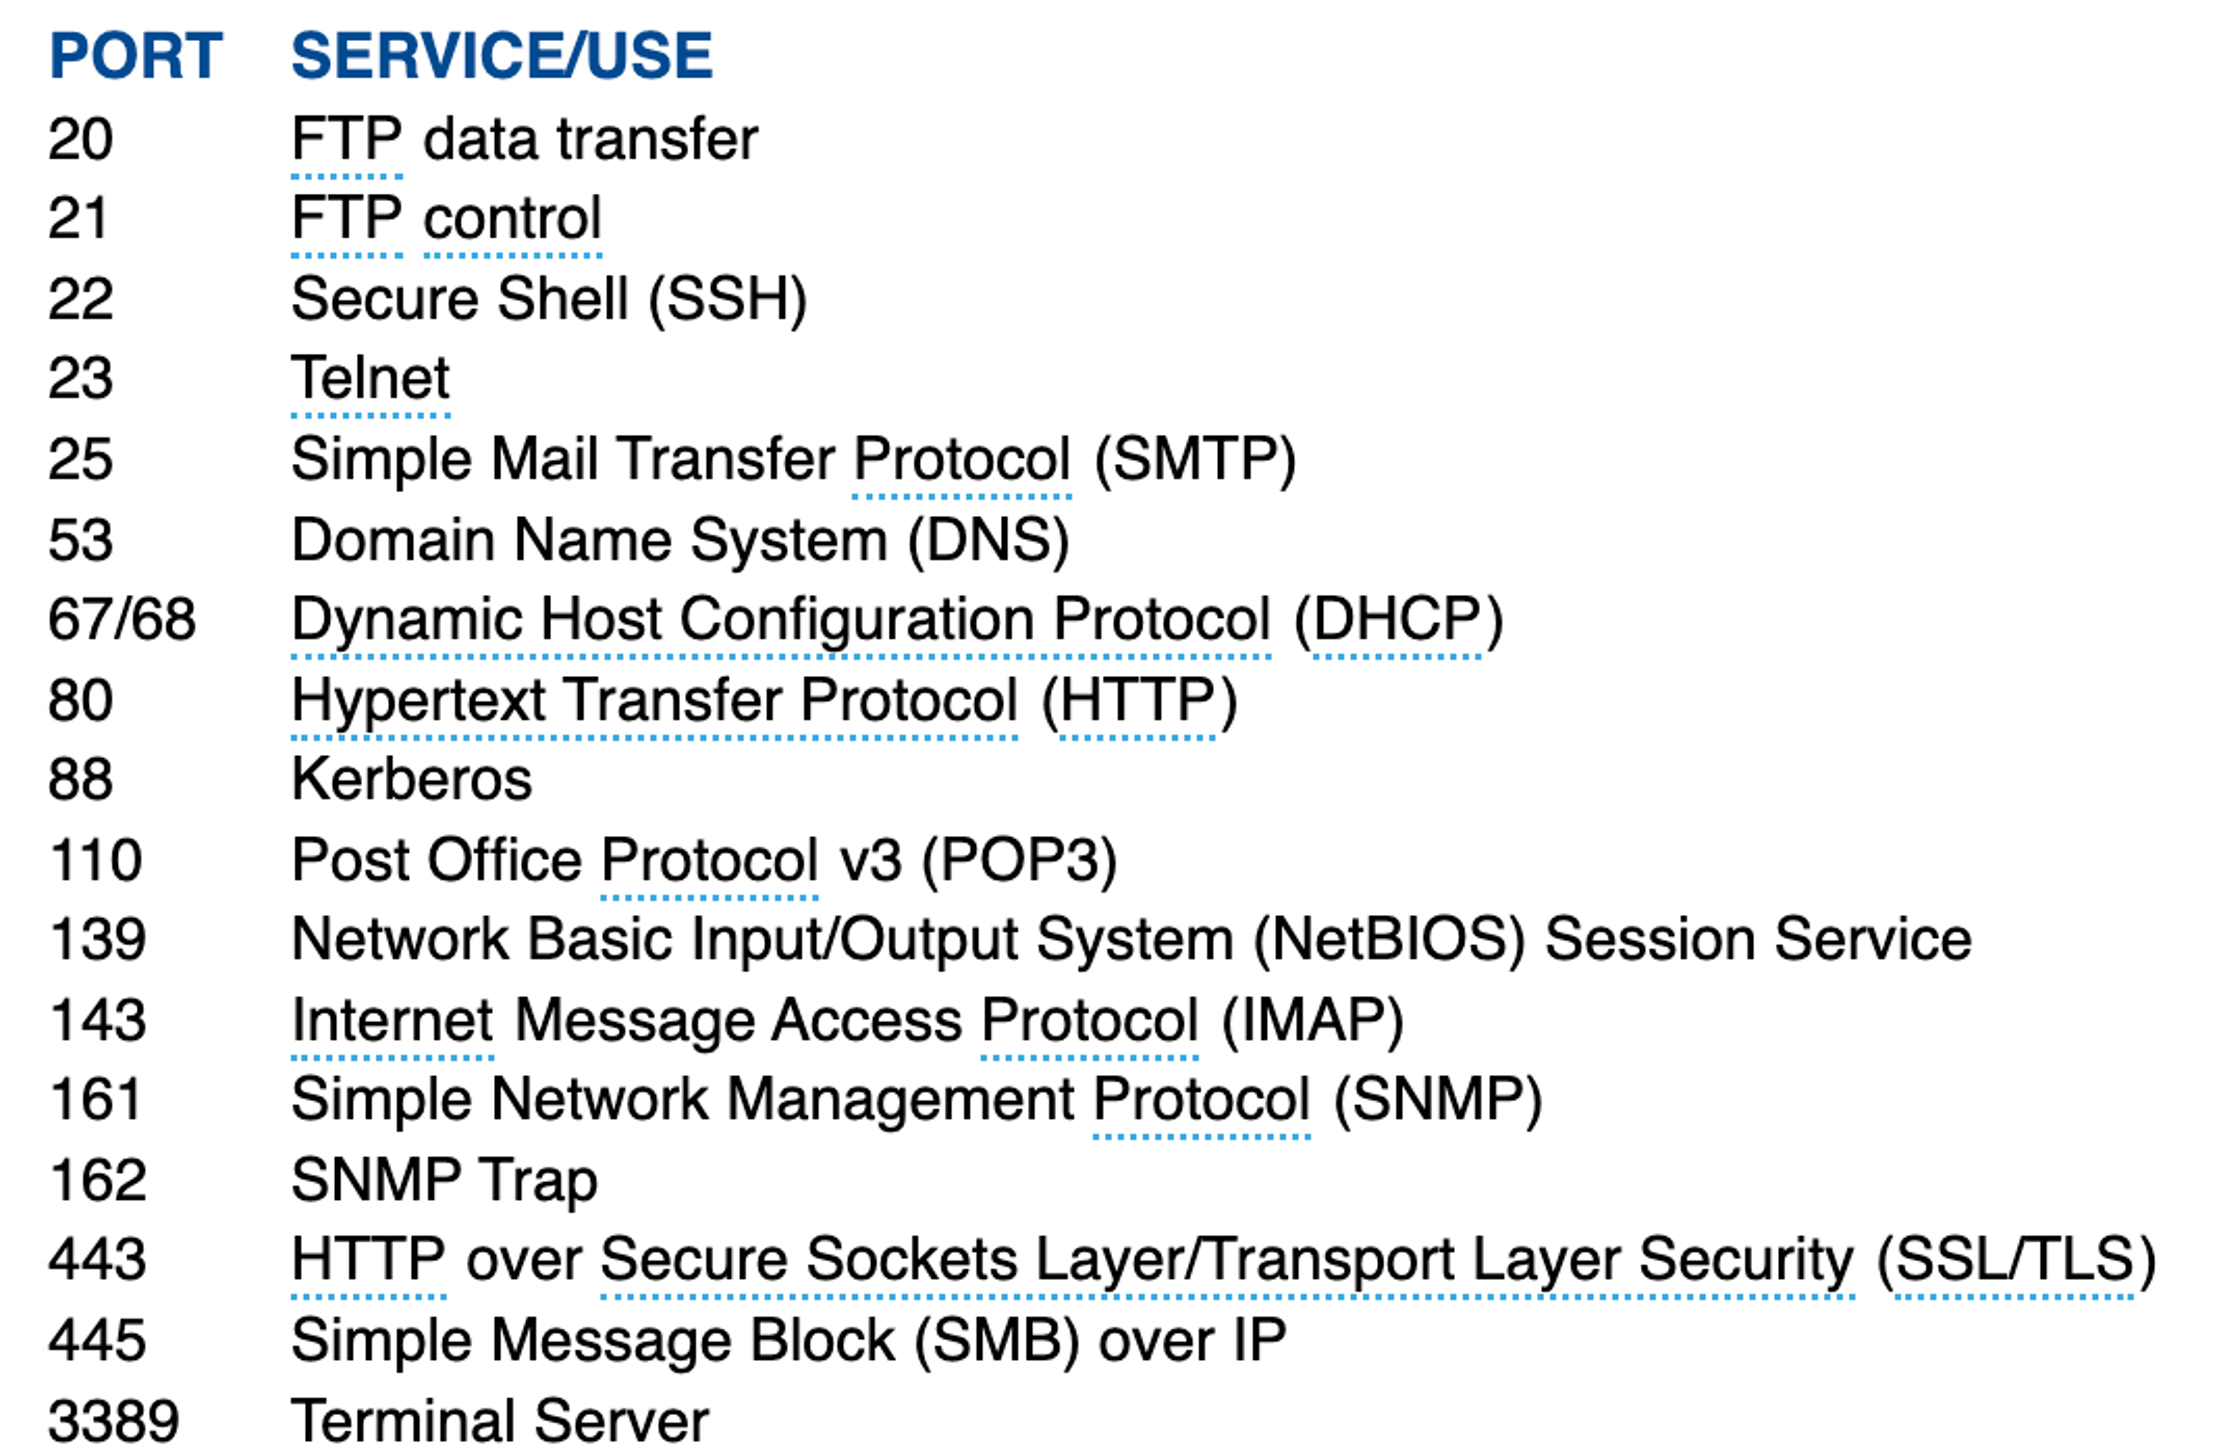 PORT SERVICE/USE
20 FTP data transfer
21 FTP control
22 Secure Shell (SSH)
23 Telnet
25 Simple Mail Transfer Protocol (SMTP)
53 Domain Name System (DNS)
67/68 Dynamic Host Configuration Protocol (DHCP)
80 Hypertext Transfer Protocol (HTTP)
88 Kerberos
110 Post Office Protocol v3 (POP3)
139 Network Basic Input/Output System (NetBIOS) Session Service
143 Internet Message Access Protocol (IMAP)
161 Simple Network Management Protocol (SNMP)
162 SNMP Trap
443 HTTP over Secure Sockets Layer/Transport Layer Security (SSL/TLS)
445 Simple Message Block (SMB) over IP
3389 Terminal Server